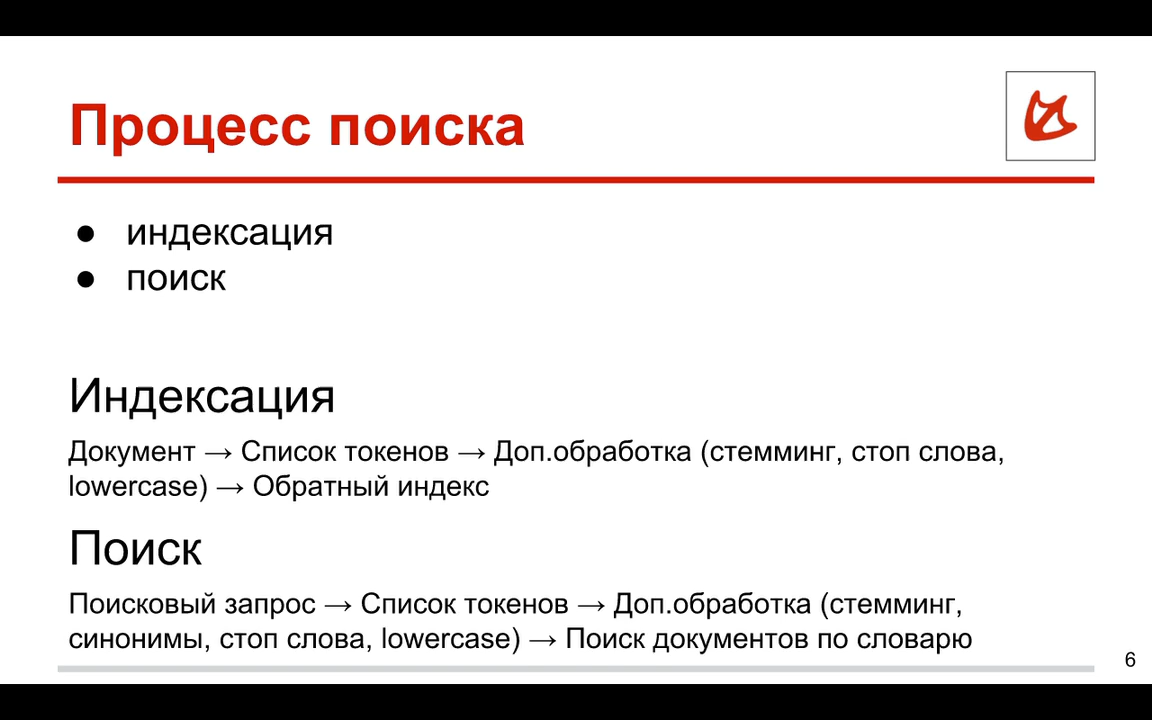 Процесс поиска
● индексация
● поиск
Индексация
Документ → Список токенов → Доп.обработка (стемминг, стоп слова,
lowercase) → Обратный индекс
Поиск
Поисковый запрос → Список токенов → Доп.обработка (стемминг,
синонимы, стоп слова, lowercase) → Поиск документов по словарю
6